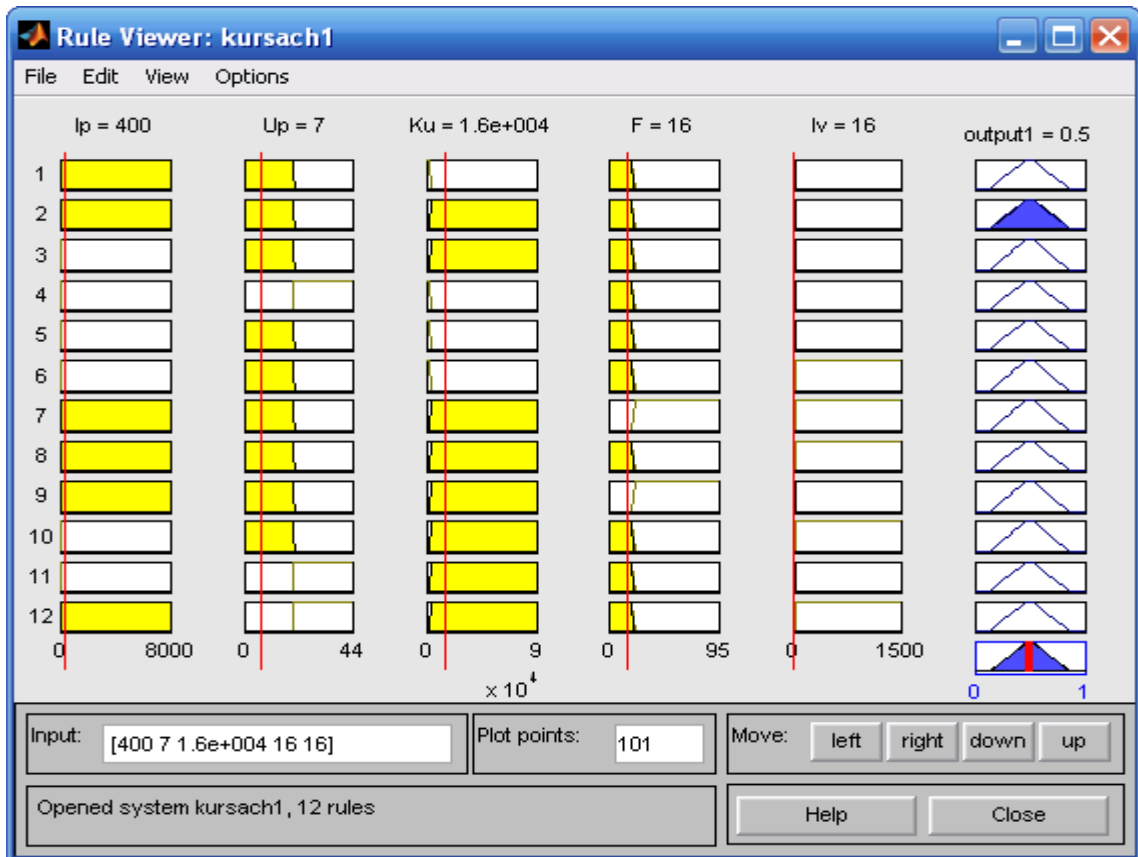 Rule Viewer: kursach1
File Edit View Options
Ip = 400 Up = 7 Ku = 1.6e+004 F = 16 Iv = 16 output1 = 0.5
1
2
3
4
5
6
7
8
9
10
11
12
0 8000 0 44 0 9 0 95 0 1500
x 10^4
0 1
Input: [400 7 1.6e+004 16 16] Plot points: 101 Move: left right down up
Opened system kursach1, 12 rules Help Close